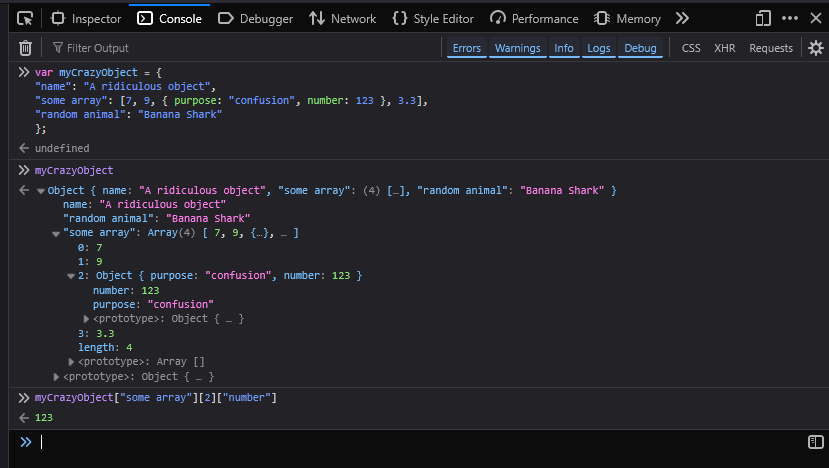 Inspector Console Debugger Network Style Editor Performance Memory
Filter Output Errors Warnings Info Logs Debug CSS XHR Requests
var myCrazyObject = {
"name": "A ridiculous object",
"some array": [7, 9, { purpose: "confusion", number: 123 }, 3.3],
"random animal": "Banana Shark"
};
undefined
myCrazyObject
Object { name: "A ridiculous object", "some array": (4) […], "random animal": "Banana Shark" }
name: "A ridiculous object"
"random animal": "Banana Shark"
"some array": Array(4) [ 7, 9, {…}, … ]
0: 7
1: 9
2: Object { purpose: "confusion", number: 123 }
number: 123
purpose: "confusion"
<prototype>: Object { … }
3: 3.3
length: 4
<prototype>: Array []
<prototype>: Object { … }
myCrazyObject["some array"][2]["number"]
123